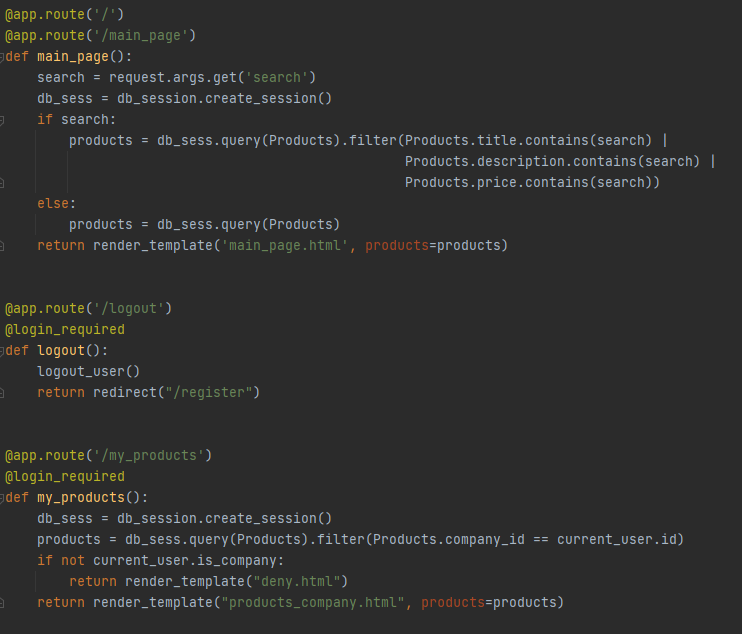 @app.route('/')
@app.route('/main_page')
def main_page():
    search = request.args.get('search')
    db_sess = db_session.create_session()
    if search:
        products = db_sess.query(Products).filter(Products.title.contains(search) |
                                                  Products.description.contains(search) |
                                                  Products.price.contains(search))
    else:
        products = db_sess.query(Products)
    return render_template('main_page.html', products=products)
@app.route('/logout')
@login_required
def logout():
    logout_user()
    return redirect("/register")
@app.route('/my_products')
@login_required
def my_products():
    db_sess = db_session.create_session()
    products = db_sess.query(Products).filter(Products.company_id == current_user.id)
    if not current_user.is_company:
        return render_template("deny.html")
    return render_template("products_company.html", products=products)